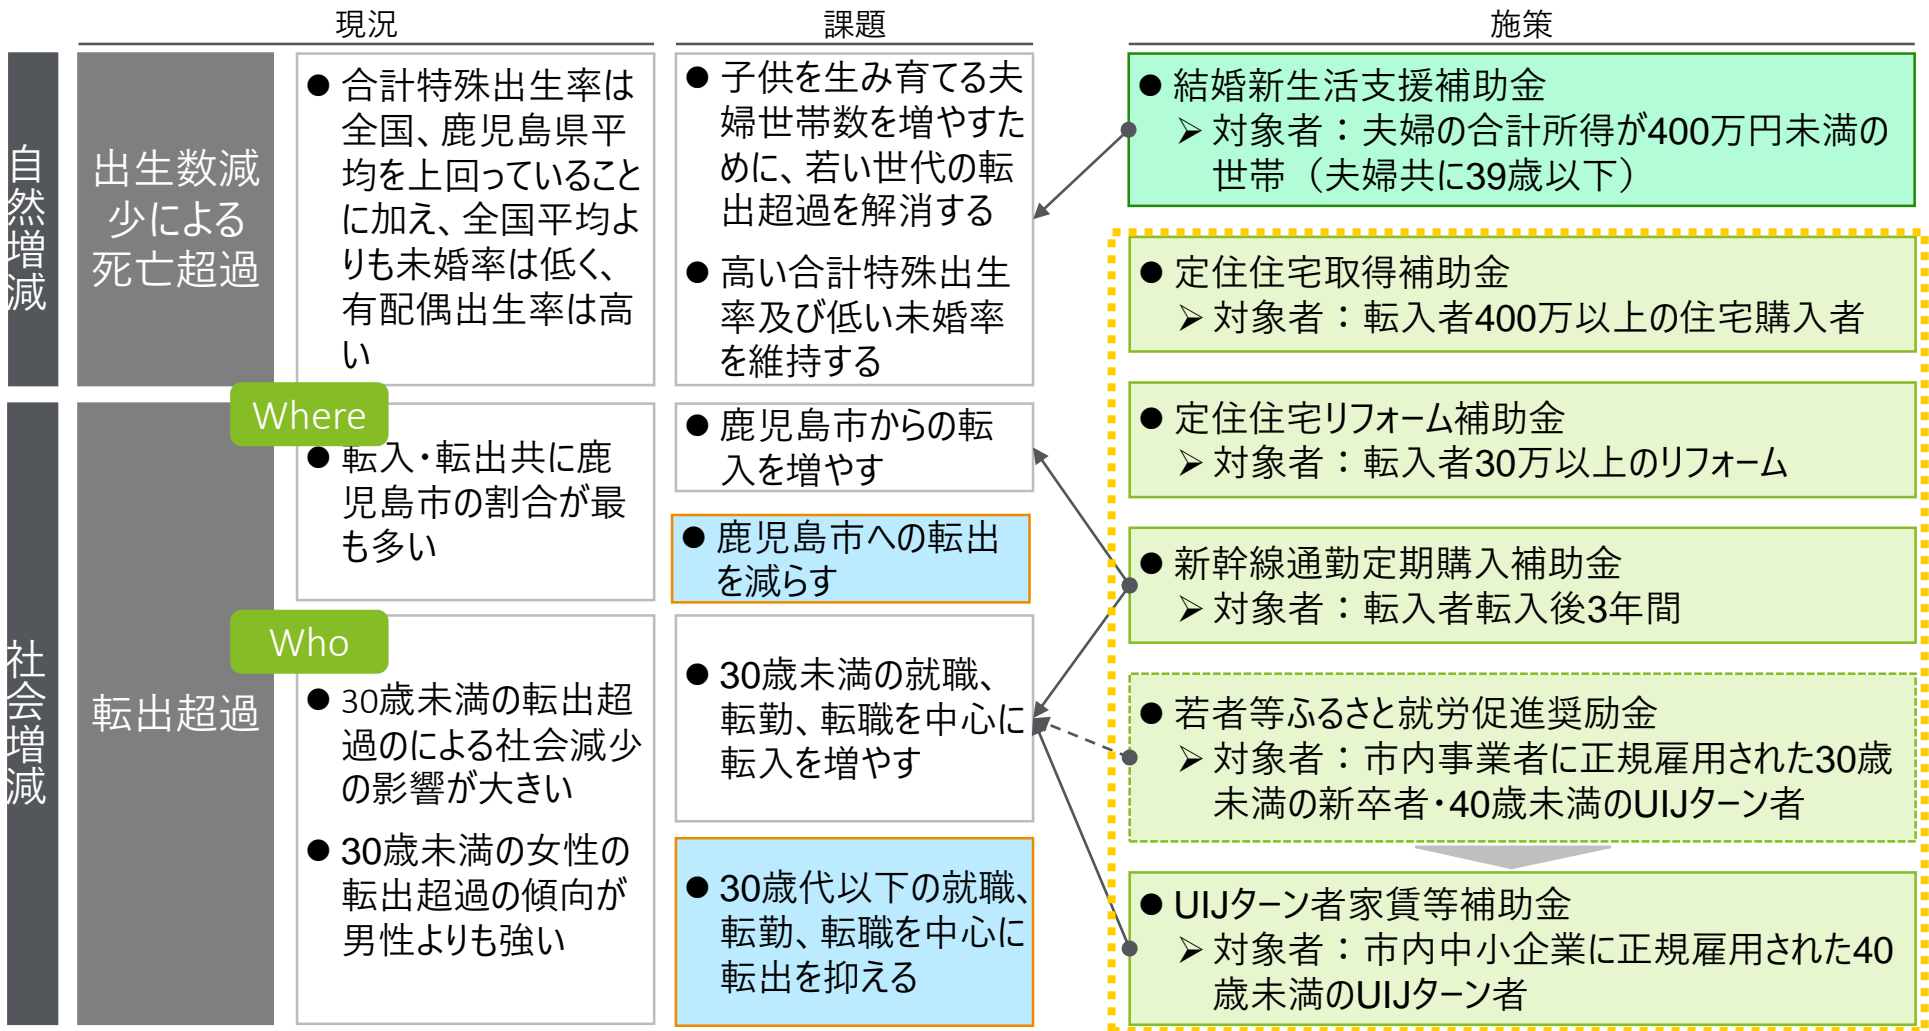 現況
課題
施策
自然増減
出生数減
少による
死亡超過
● 合計特殊出生率は
全国、鹿児島県平
均を上回っていること
に加え、全国平均よ
りも未婚率は低く、
有配偶出生率は高
い
● 子供を生み育てる夫
婦世帯数を増やすた
めに、若い世代の転
出超過を解消する
● 高い合計特殊出生
率及び低い未婚率
を維持する
● 結婚新生活支援補助金
➢ 対象者：夫婦の合計所得が400万円未満の
世帯（夫婦共に39歳以下）
● 定住住宅取得補助金
➢ 対象者：転入者400万以上の住宅購入者
社会増減
転出超過
Where
● 転入・転出共に鹿
児島市の割合が最
も多い
● 鹿児島市からの転
入を増やす
● 鹿児島市への転出
を減らす
● 定住住宅リフォーム補助金
➢ 対象者：転入者30万以上のリフォーム
● 新幹線通勤定期購入補助金
➢ 対象者：転入者転入後3年間
Who
● 30歳未満の転出超
過のによる社会減少
の影響が大きい
● 30歳未満の女性の
転出超過の傾向が
男性よりも強い
● 30歳未満の就職、
転勤、転職を中心に
転入を増やす
● 30歳代以下の就職、
転勤、転職を中心に
転出を抑える
● 若者等ふるさと就労促進奨励金
➢ 対象者：市内事業者に正規雇用された30歳
未満の新卒者・40歳未満のUIJターン者
● UIJターン者家賃等補助金
➢ 対象者：市内中小企業に正規雇用された40
歳未満のUIJターン者